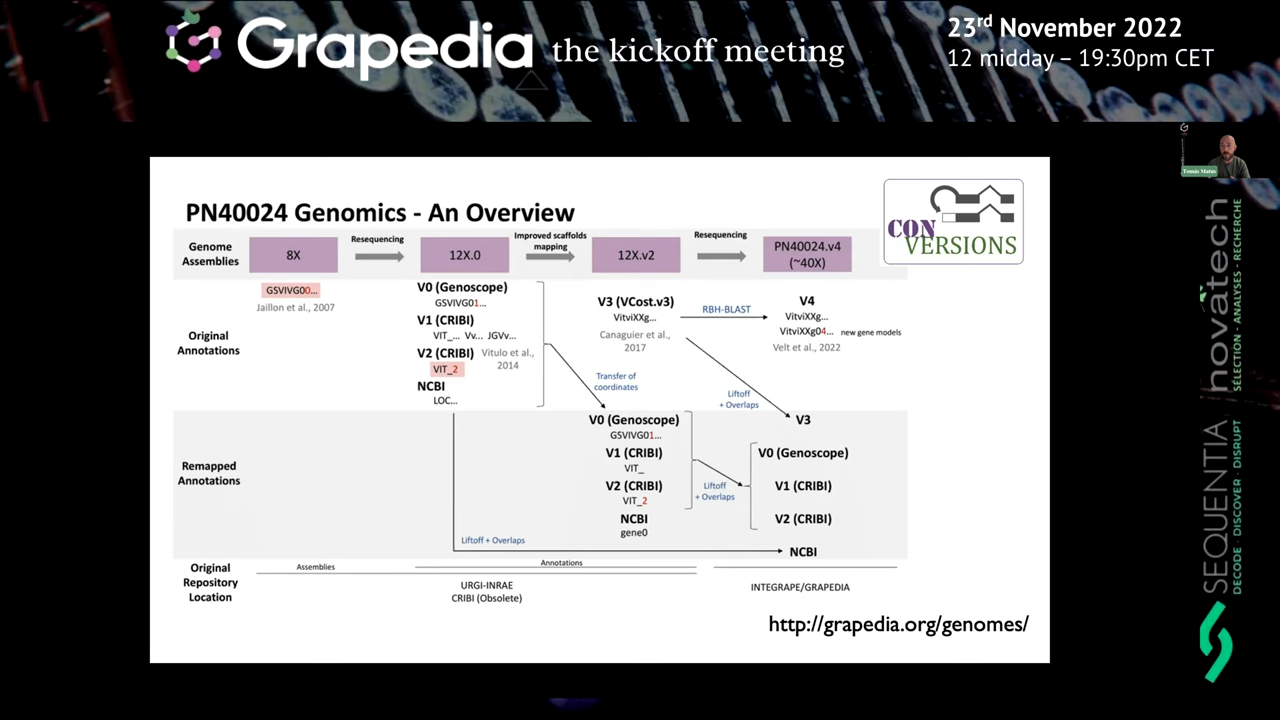 Grapedia the kickoff meeting
23rd November 2022
12 midday – 19:30pm CET
Tomás Matus
PN40024 Genomics - An Overview
CON
VERSIONS
Genome
Assemblies
8X
Resequencing
12X.0
Improved scaffolds
mapping
12X.v2
Resequencing
PN40024.v4
(~40X)
Original
Annotations
GSVIVG00...
Jaillon et al., 2007
V0 (Genoscope)
GSVIVG01...
V1 (CRIBI)
VIT_... Vv... JGVv...
V2 (CRIBI)
VIT_2
Vitulo et al.,
2014
NCBI
LOC...
Transfer of
coordinates
V3 (VCost.v3)
VitviXXg...
Canaguier et al.,
2017
RBH-BLAST
V4
VitviXXg...
VitviXXg04... new gene models
Velt et al., 2022
Liftoff
+ Overlaps
Remapped
Annotations
V0 (Genoscope)
GSVIVG01...
V1 (CRIBI)
VIT_
V2 (CRIBI)
VIT_2
NCBI
gene0
Liftoff
+ Overlaps
V3
V0 (Genoscope)
V1 (CRIBI)
V2 (CRIBI)
NCBI
Liftoff + Overlaps
Original
Repository
Location
Assemblies
Annotations
URGI-INRAE
CRIBI (Obsolete)
INTEGRAPE/GRAPEDIA
http://grapedia.org/genomes/
novatech
SÉLECTION - ANALYSES - RECHERCHE
SEQUENTIA
DECODE · DISCOVER · DISRUPT